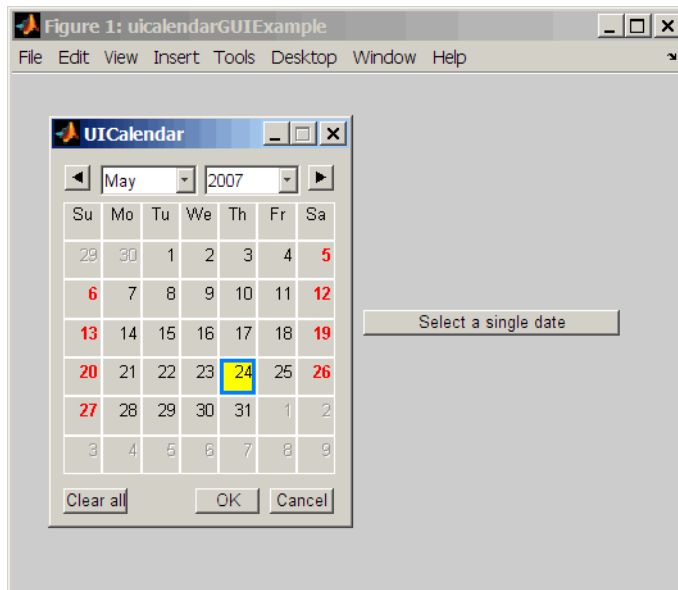 Figure 1: uicalendarGUIExample
File Edit View Insert Tools Desktop Window Help
UICalendar
May 2007
Su Mo Tu We Th Fr Sa
29 30 1 2 3 4 5
6 7 8 9 10 11 12
13 14 15 16 17 18 19
Select a single date
20 21 22 23 24 25 26
27 28 29 30 31 1 2
3 4 5 6 7 8 9
Clear all OK Cancel